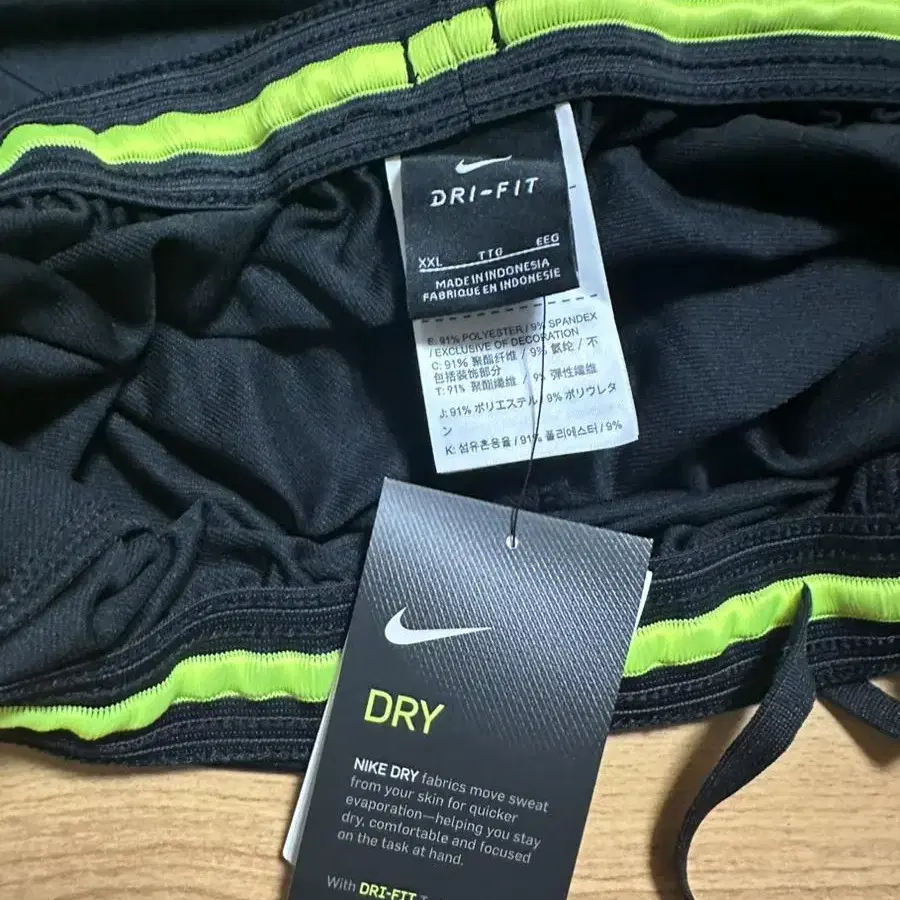 DRI-FIT
XXL TTG EEG
MADE IN INDONESIA
FABRIQUE EN INDONESIE
E: 91% POLYESTER / 9% SPANDEX
/ EXCLUSIVE OF DECORATION
C: 91% 聚酯纤维 / 9% 氨纶 / 不
包括装饰部分
T: 91% 聚酯纖維 / 9% 彈性纖維
J: 91% ポリエステル / 9% ポリウレタ
ン
K: 섬유혼용율 / 91% 폴리에스터 / 9%
DRY
NIKE DRY fabrics move sweat
from your skin for quicker
evaporation—helping you stay
dry, comfortable and focused
on the task at hand.
With DRI-FIT